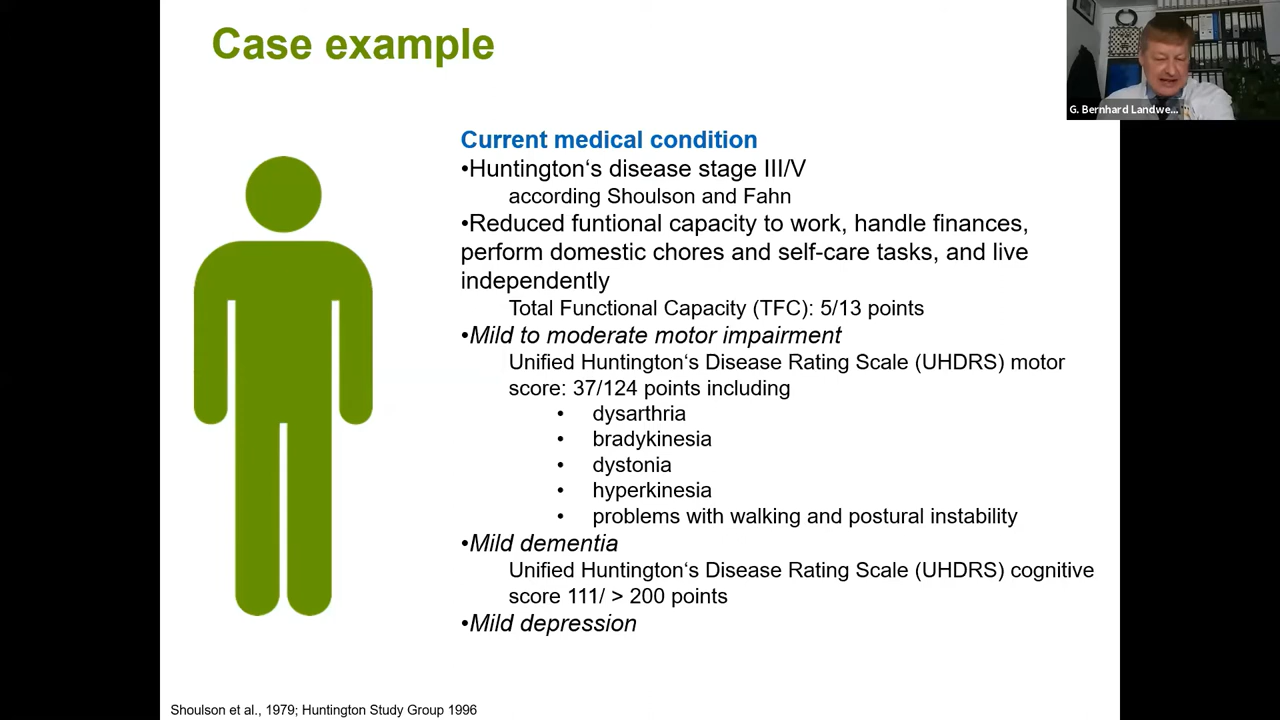 Case example
G. Bernhard Landwe...
Current medical condition
•Huntington‘s disease stage III/V
according Shoulson and Fahn
•Reduced funtional capacity to work, handle finances,
perform domestic chores and self-care tasks, and live
independently
Total Functional Capacity (TFC): 5/13 points
•Mild to moderate motor impairment
Unified Huntington‘s Disease Rating Scale (UHDRS) motor
score: 37/124 points including
• dysarthria
• bradykinesia
• dystonia
• hyperkinesia
• problems with walking and postural instability
•Mild dementia
Unified Huntington‘s Disease Rating Scale (UHDRS) cognitive
score 111/ > 200 points
•Mild depression
Shoulson et al., 1979; Huntington Study Group 1996